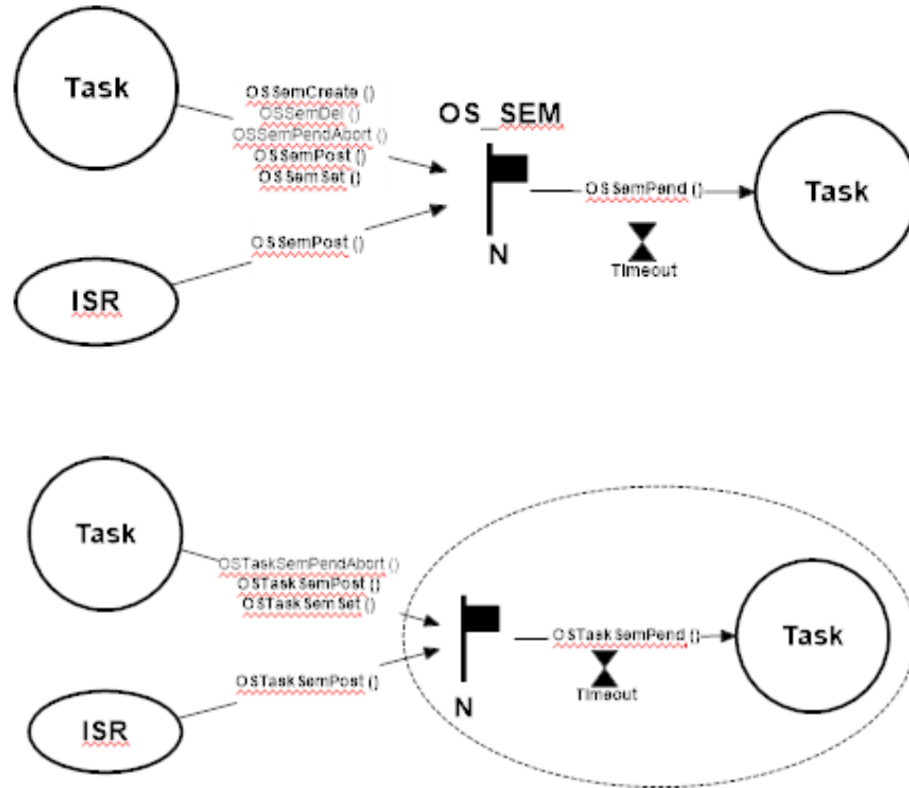 Task
OSSemCreate ()
OSSemDel ()
OSSemPendAbort ()
OSSemPost ()
OSSemSet ()
OS_SEM
OSSemPend ()
Task
N
Timeout
OSSemPost ()
ISR
Task
OSTaskSemPendAbort ()
OSTaskSemPost ()
OSTaskSemSet ()
OSTaskSemPend ()
Task
Timeout
OSTaskSemPost ()
N
ISR